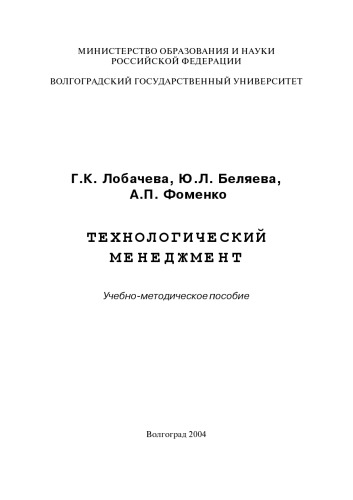 МИНИСТЕРСТВО ОБРАЗОВАНИЯ И НАУКИ
РОССИЙСКОЙ ФЕДЕРАЦИИ
ВОЛГОГРАДСКИЙ ГОСУДАРСТВЕННЫЙ УНИВЕРСИТЕТ
Г.К. Лобачева, Ю.Л. Беляева,
А.П. Фоменко
ТЕХНОЛОГИЧЕСКИЙ
МЕНЕДЖМЕНТ
Учебно-методическое пособие
Волгоград 2004